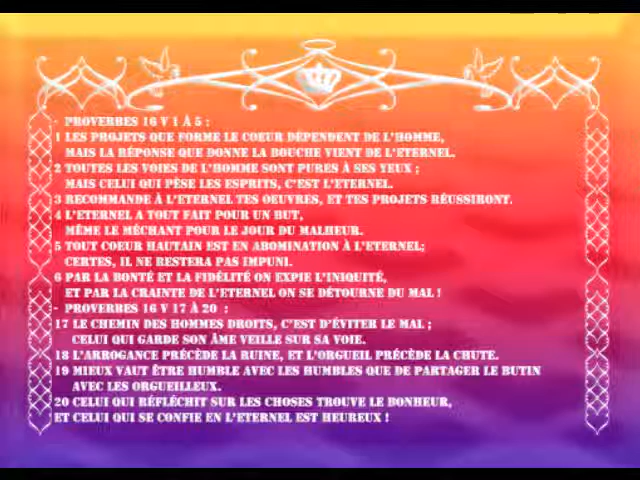 - PROVERBES 16 V 1 À 5 :
1 LES PROJETS QUE FORME LE COEUR DÉPENDENT DE L'HOMME,
MAIS LA RÉPONSE QUE DONNE LA BOUCHE VIENT DE L'ETERNEL.
2 TOUTES LES VOIES DE L'HOMME SONT PURES À SES YEUX ;
MAIS CELUI QUI PÈSE LES ESPRITS, C'EST L'ETERNEL.
3 RECOMMANDE À L'ETERNEL TES OEUVRES, ET TES PROJETS RÉUSSIRONT.
4 L'ETERNEL A TOUT FAIT POUR UN BUT,
MÊME LE MÉCHANT POUR LE JOUR DU MALHEUR.
5 TOUT COEUR HAUTAIN EST EN ABOMINATION À L'ETERNEL;
CERTES, IL NE RESTERA PAS IMPUNI.
6 PAR LA BONTÉ ET LA FIDÉLITÉ ON EXPIE L'INIQUITÉ,
ET PAR LA CRAINTE DE L'ETERNEL ON SE DÉTOURNE DU MAL !
- PROVERBES 16 V 17 À 20 :
17 LE CHEMIN DES HOMMES DROITS, C'EST D'ÉVITER LE MAL ;
CELUI QUI GARDE SON ÂME VEILLE SUR SA VOIE.
18 L'ARROGANCE PRÉCÈDE LA RUINE, ET L'ORGUEIL PRÉCÈDE LA CHUTE.
19 MIEUX VAUT ÊTRE HUMBLE AVEC LES HUMBLES QUE DE PARTAGER LE BUTIN
AVEC LES ORGUEILLEUX.
20 CELUI QUI RÉFLÉCHIT SUR LES CHOSES TROUVE LE BONHEUR,
ET CELUI QUI SE CONFIE EN L'ETERNEL EST HEUREUX !